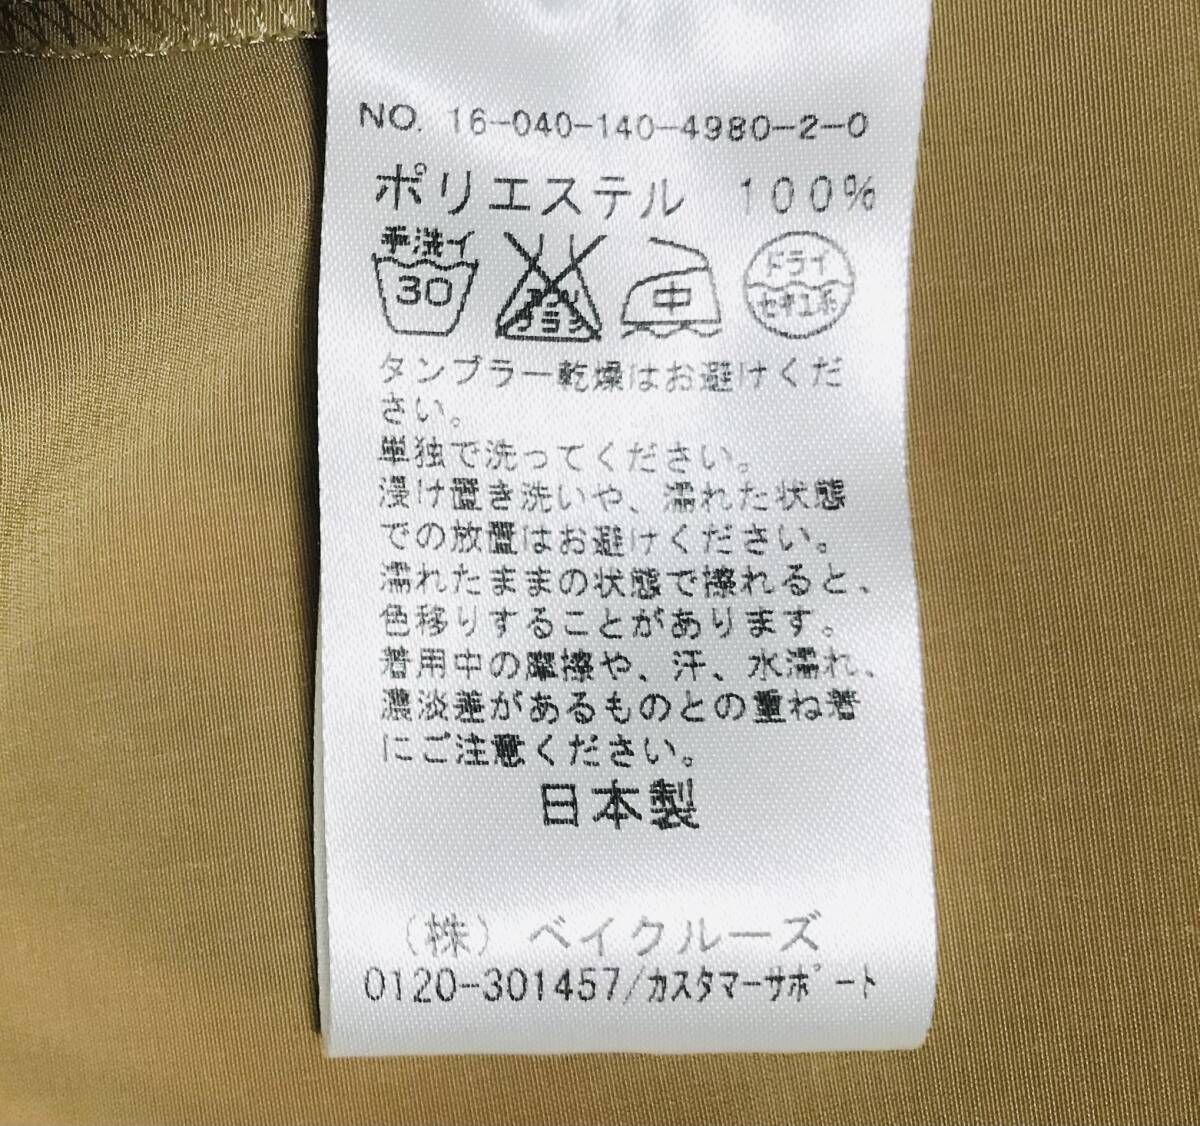 NO. 16-040-140-4980-2-0
ポリエステル 100%
手洗イ
30
エンソ
サラシ
中
ドライ
セキユ系
タンブラー乾燥はお避けくだ
さい。
単独で洗ってください。
浸け置き洗いや、濡れた状態
での放置はお避けください。
濡れたままの状態で擦れると、
色移りすることがあります。
着用中の摩擦や、汗、水濡れ、
濃淡差があるものとの重ね着
にご注意ください。
日本製
(株) ベイクルーズ
0120-301457/カスタマーサポート